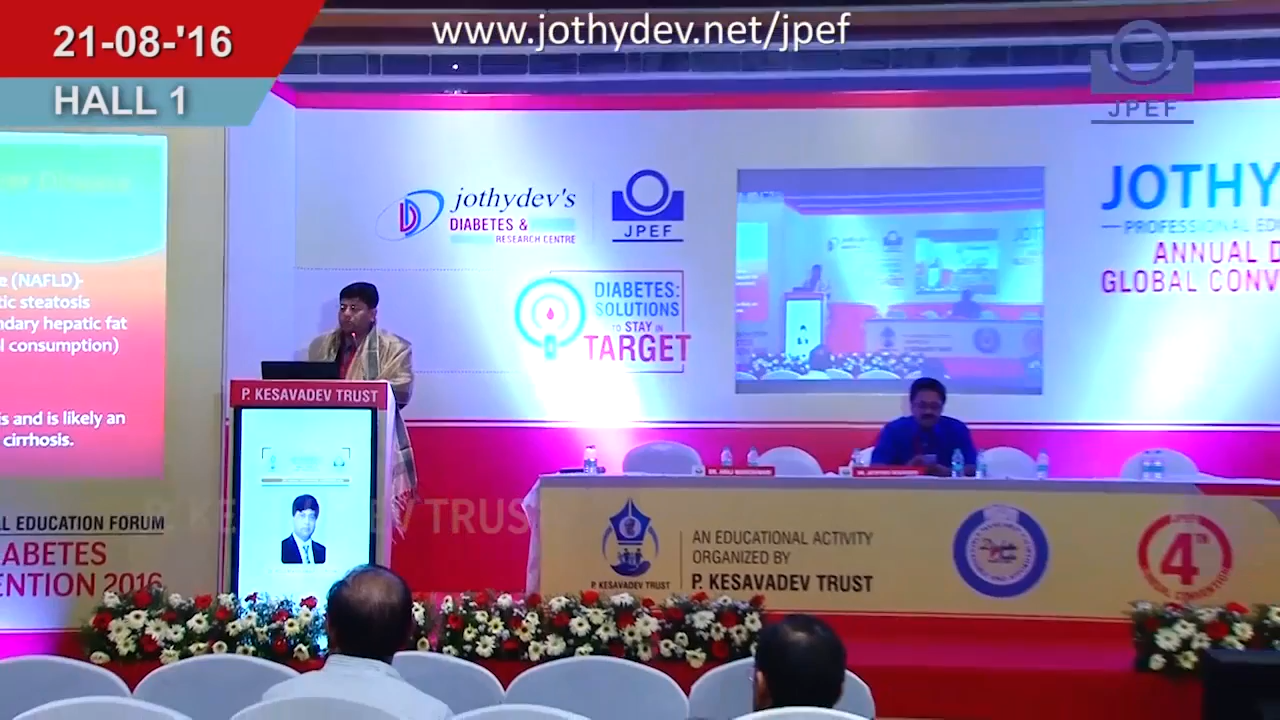 21-08-'16
HALL 1
www.jothydev.net/jpef
JPEF
e (NAFLD)-
tic steatosis
ndary hepatic fat
l consumption)
is and is likely an
cirrhosis.
jothydev's
DIABETES &
RESEARCH CENTRE
JPEF
DIABETES:
SOLUTIONS
TO STAY IN
TARGET
JOTHY
PROFESSIONAL ED
ANNUAL D
GLOBAL CONV
P. KESAVADEV TRUST
L EDUCATION FORUM
IABETES
ENTION 2016
P. KESAVADEV TRUST
AN EDUCATIONAL ACTIVITY
ORGANIZED BY
P. KESAVADEV TRUST
4TH